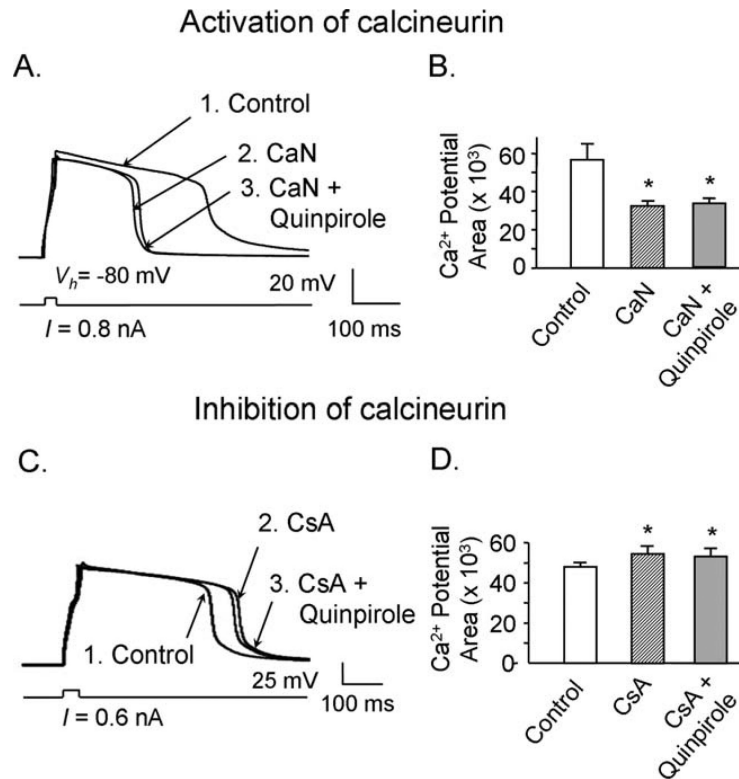 Activation of calcineurin
A.
1. Control
2. CaN
3. CaN +
Quinpirole
Vh= -80 mV
20 mV
100 ms
I = 0.8 nA
B.
Ca2+ Potential
Area (x 10³)
60
40
20
0
Control
CaN
CaN +
Quinpirole
*
*
Inhibition of calcineurin
C.
2. CsA
3. CsA +
Quinpirole
1. Control
25 mV
100 ms
I = 0.6 nA
D.
Ca2+ Potential
Area (x 10³)
60
40
20
0
Control
CsA
CsA +
Quinpirole
*
*